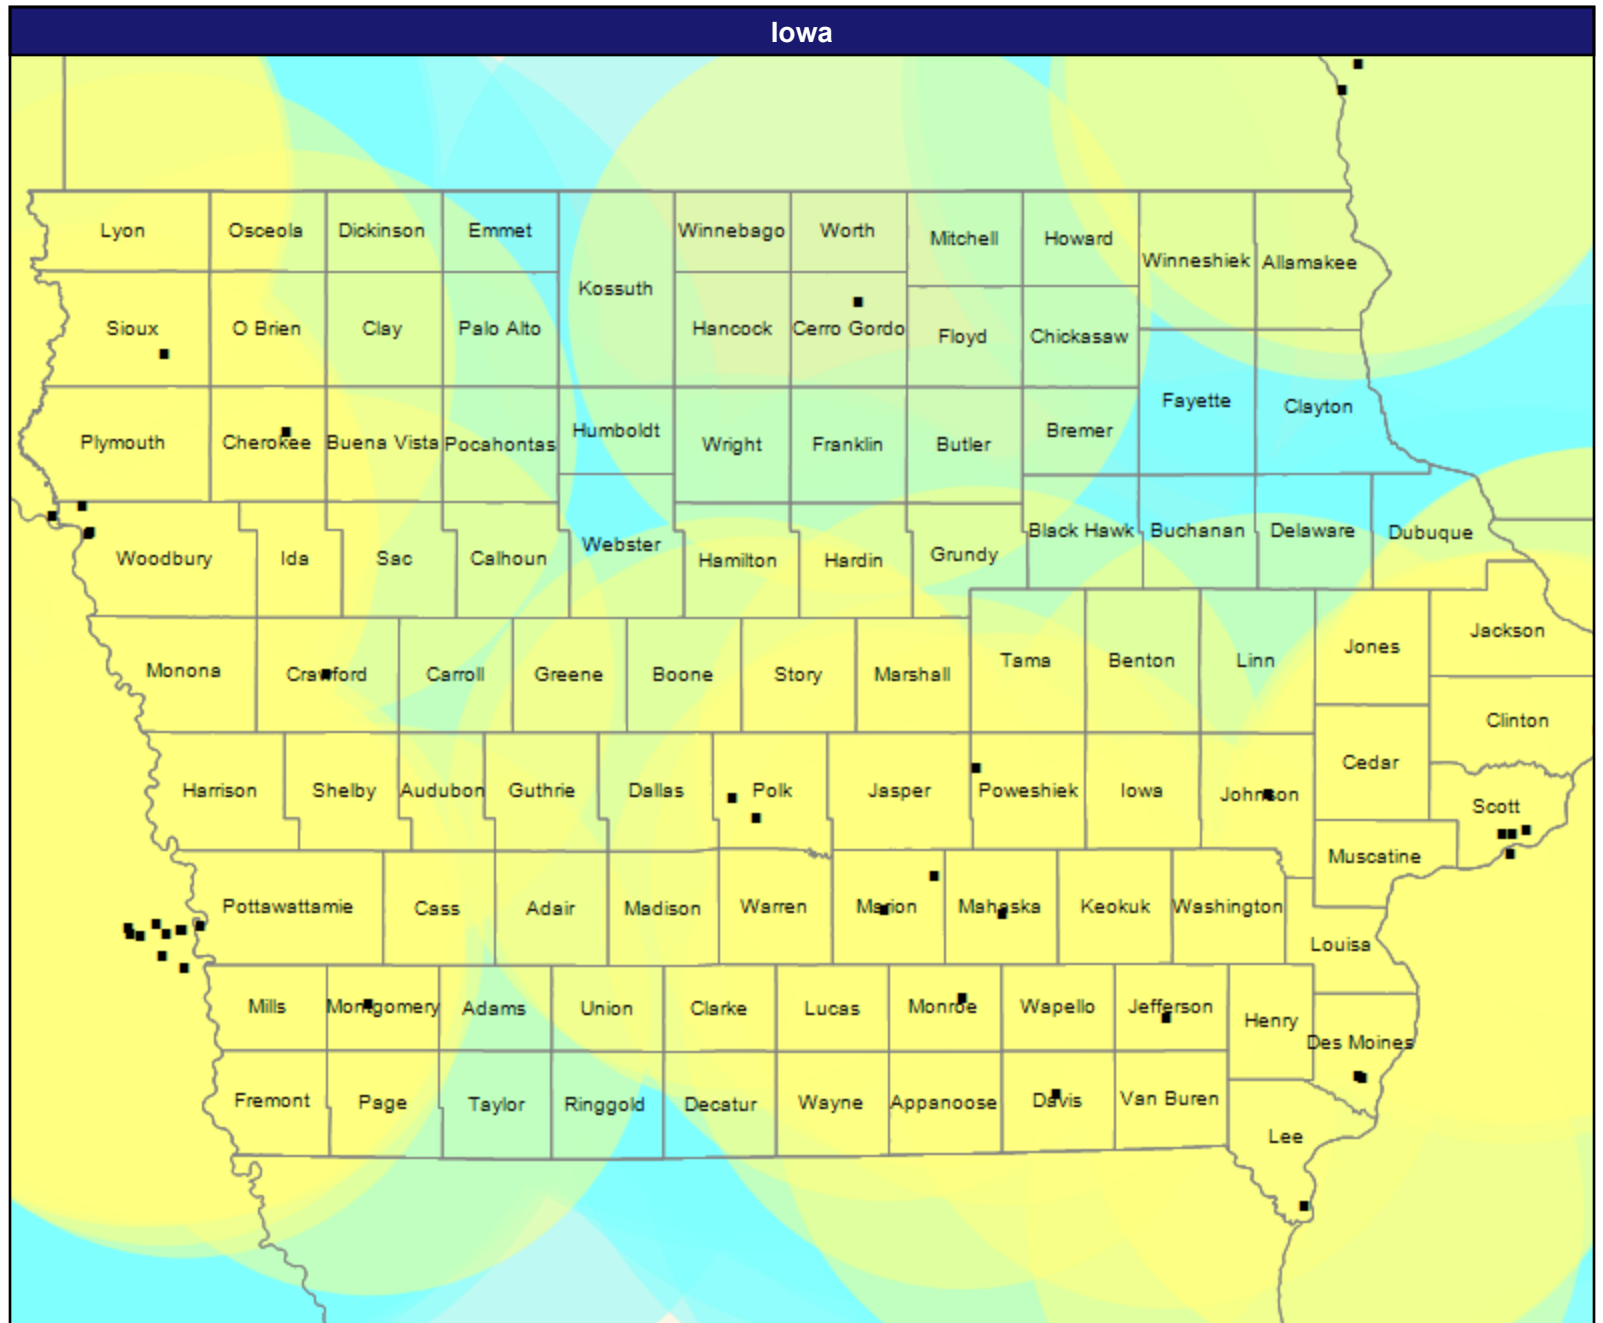 Iowa
Lyon
Osceola
Dickinson
Emmet
Winnebago
Worth
Mitchell
Howard
Winneshiek
Allamakee
Kossuth
Sioux
O Brien
Clay
Palo Alto
Hancock
Cerro Gordo
Floyd
Chickasaw
Fayette
Clayton
Plymouth
Cherokee
Buena Vista
Pocahontas
Humboldt
Wright
Franklin
Butler
Bremer
Woodbury
Ida
Sac
Calhoun
Webster
Hamilton
Hardin
Grundy
Black Hawk
Buchanan
Delaware
Dubuque
Monona
Crawford
Carroll
Greene
Boone
Story
Marshall
Tama
Benton
Linn
Jones
Jackson
Clinton
Harrison
Shelby
Audubon
Guthrie
Dallas
Polk
Jasper
Poweshiek
Iowa
Johnson
Cedar
Scott
Muscatine
Pottawattamie
Cass
Adair
Madison
Warren
Marion
Mahaska
Keokuk
Washington
Louisa
Mills
Montgomery
Adams
Union
Clarke
Lucas
Monroe
Wapello
Jefferson
Henry
Des Moines
Fremont
Page
Taylor
Ringgold
Decatur
Wayne
Appanoose
Davis
Van Buren
Lee